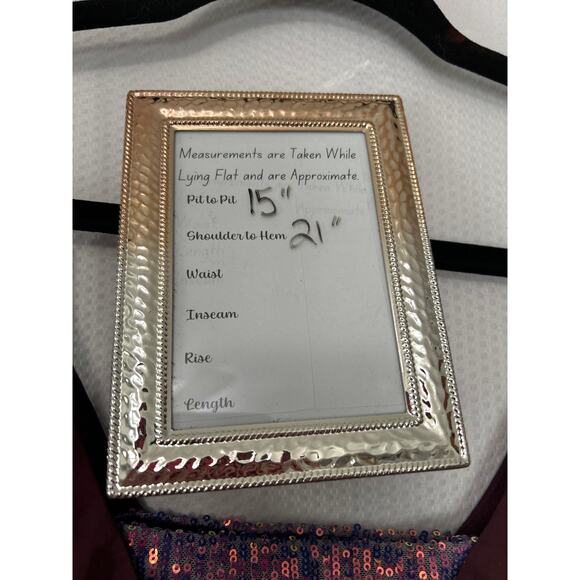 Measurements are Taken While
Lying Flat and are Approximate.
Pit to Pit 15"
Shoulder to Hem 21"
Waist
Inseam
Rise
Length